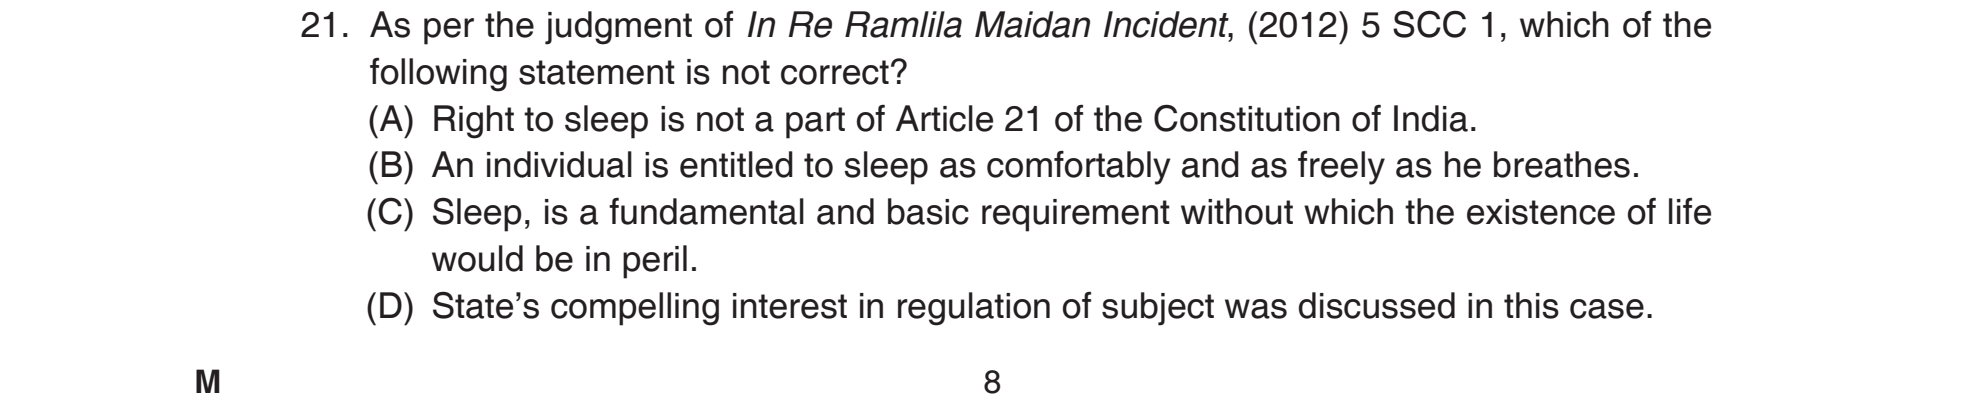 21. As per the judgment of In Re Ramlila Maidan Incident, (2012) 5 SCC 1, which of the
following statement is not correct?
(A) Right to sleep is not a part of Article 21 of the Constitution of India.
(B) An individual is entitled to sleep as comfortably and as freely as he breathes.
(C) Sleep, is a fundamental and basic requirement without which the existence of life
would be in peril.
(D) State’s compelling interest in regulation of subject was discussed in this case.
M 8